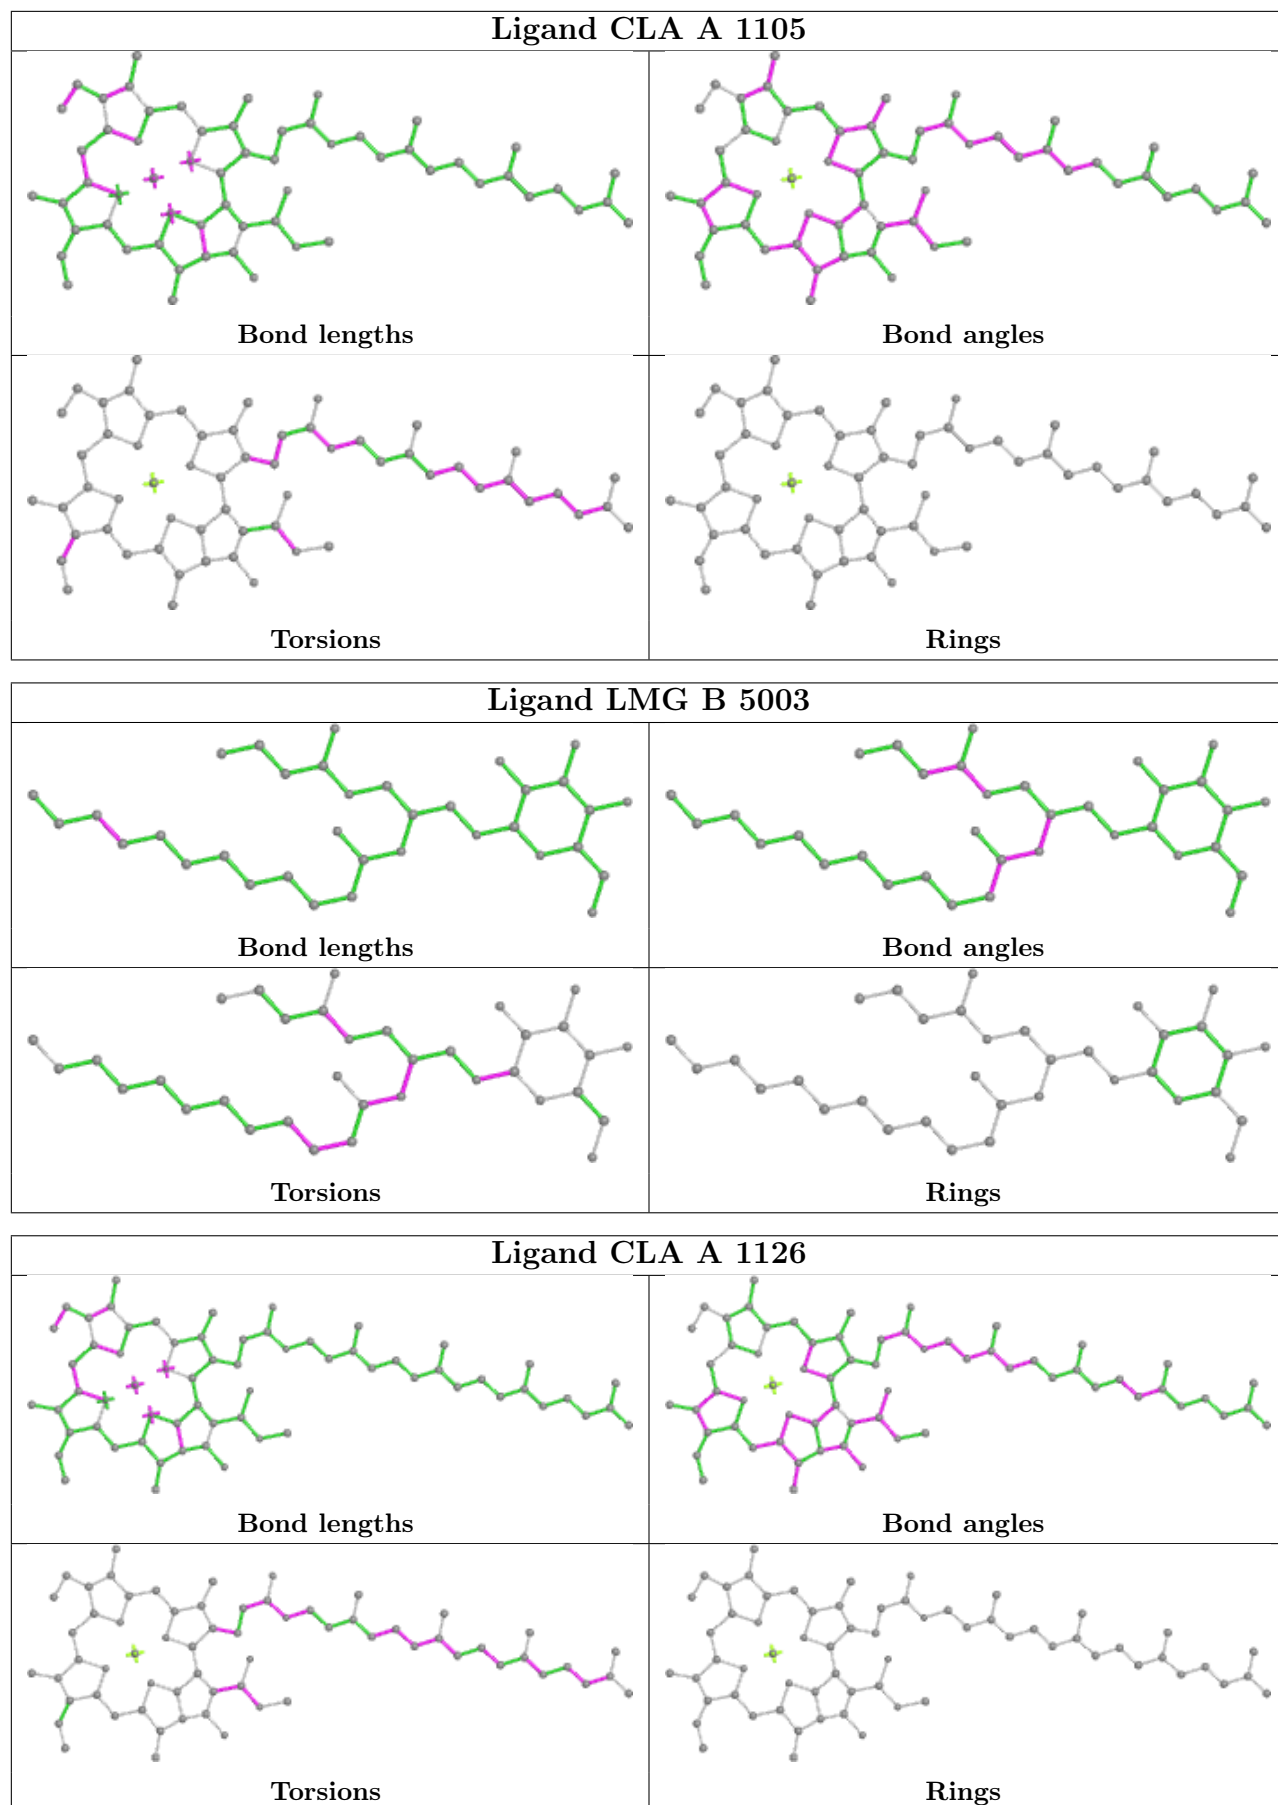 Ligand CLA A 1105
Bond lengths
Bond angles
Torsions
Rings
Ligand LMG B 5003
Bond lengths
Bond angles
Torsions
Rings
Ligand CLA A 1126
Bond lengths
Bond angles
Torsions
Rings